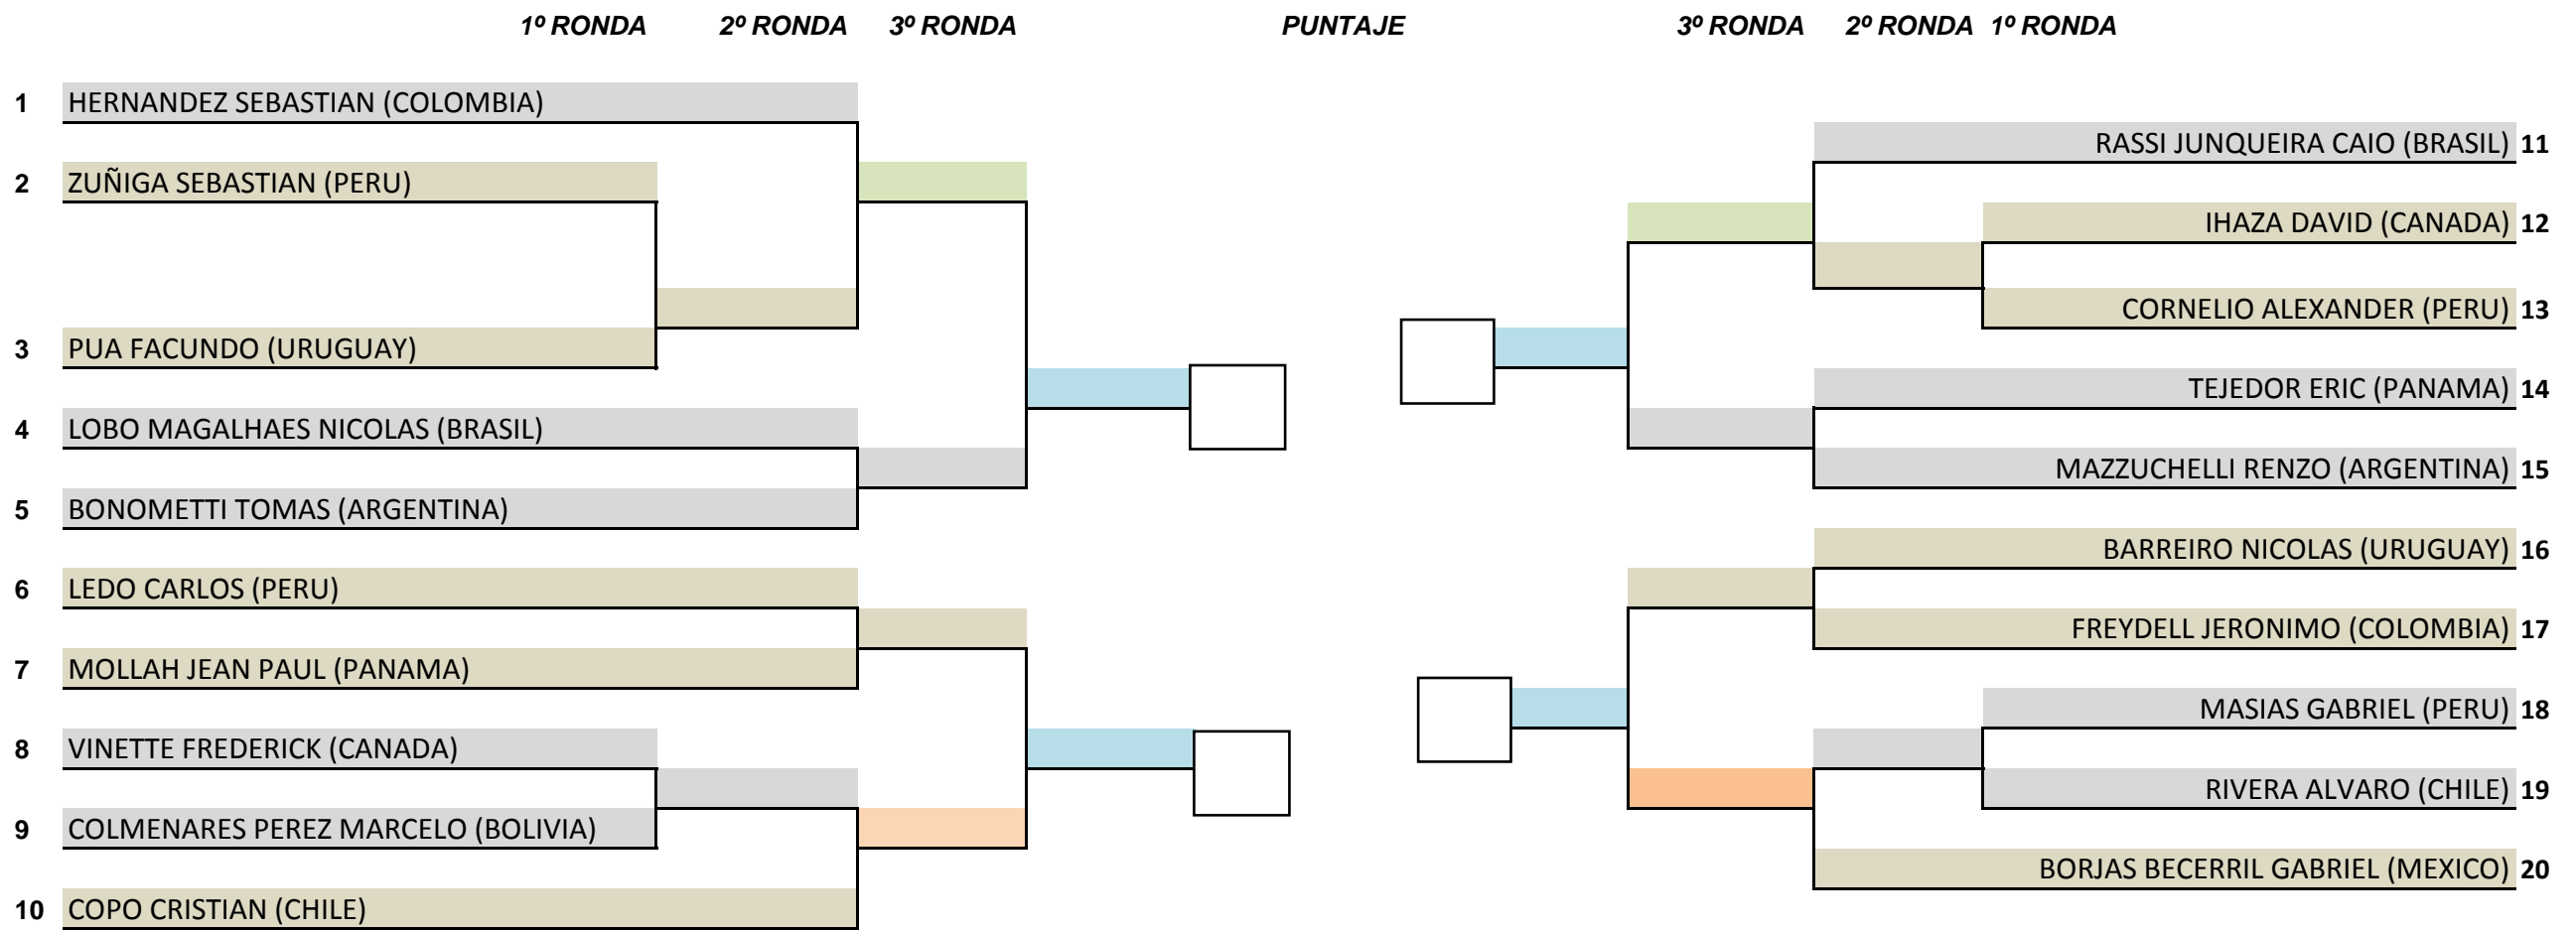 1º RONDA 2º RONDA 3º RONDA PUNTAJE 3º RONDA 2º RONDA 1º RONDA
1 HERNANDEZ SEBASTIAN (COLOMBIA)
2 ZUÑIGA SEBASTIAN (PERU)
3 PUA FACUNDO (URUGUAY)
4 LOBO MAGALHAES NICOLAS (BRASIL)
5 BONOMETTI TOMAS (ARGENTINA)
6 LEDO CARLOS (PERU)
7 MOLLAH JEAN PAUL (PANAMA)
8 VINETTE FREDERICK (CANADA)
9 COLMENARES PEREZ MARCELO (BOLIVIA)
10 COPO CRISTIAN (CHILE)
RASSI JUNQUEIRA CAIO (BRASIL) 11
IHAZA DAVID (CANADA) 12
CORNELIO ALEXANDER (PERU) 13
TEJEDOR ERIC (PANAMA) 14
MAZZUCHELLI RENZO (ARGENTINA) 15
BARREIRO NICOLAS (URUGUAY) 16
FREYDELL JERONIMO (COLOMBIA) 17
MASIAS GABRIEL (PERU) 18
RIVERA ALVARO (CHILE) 19
BORJAS BECERRIL GABRIEL (MEXICO) 20